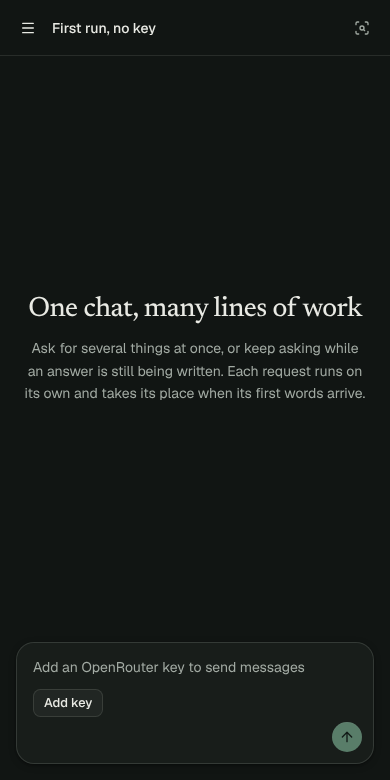 First run, no key
One chat, many lines of work
Ask for several things at once, or keep asking while
an answer is still being written. Each request runs on
its own and takes its place when its first words arrive.
Add an OpenRouter key to send messages
Add key